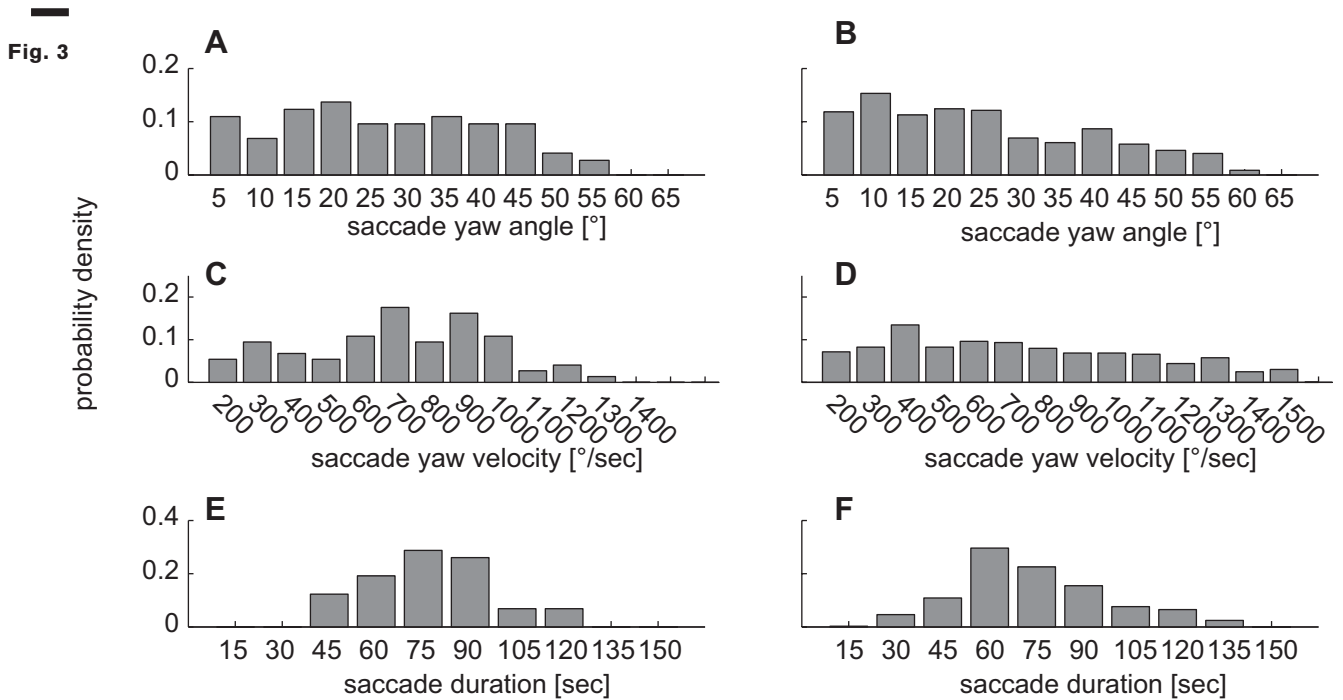 Fig. 3
A
B
0.2
0.1
0
5 10 15 20 25 30 35 40 45 50 55 60 65
saccade yaw angle [°]
5 10 15 20 25 30 35 40 45 50 55 60 65
saccade yaw angle [°]
probability density
C
D
0.2
0.1
0
200 300 400 500 600 700 800 900 1000 1100 1200 1300 1400
saccade yaw velocity [°/sec]
200 300 400 500 600 700 800 900 1000 1100 1200 1300 1400 1500
saccade yaw velocity [°/sec]
E
F
0.4
0.2
0
15 30 45 60 75 90 105 120 135 150
saccade duration [sec]
15 30 45 60 75 90 105 120 135 150
saccade duration [sec]